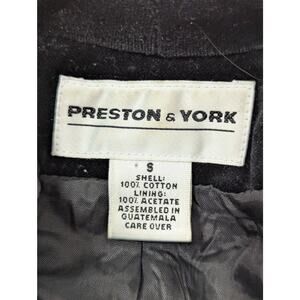 PRESTON & YORK
S
SHELL:
100% COTTON
LINING:
100% ACETATE
ASSEMBLED IN
GUATEMALA
CARE OVER